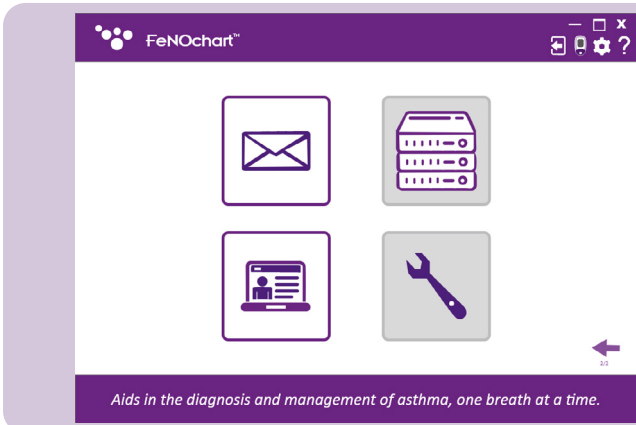 FeNOchart™
2/2
Aids in the diagnosis and management of asthma, one breath at a time.